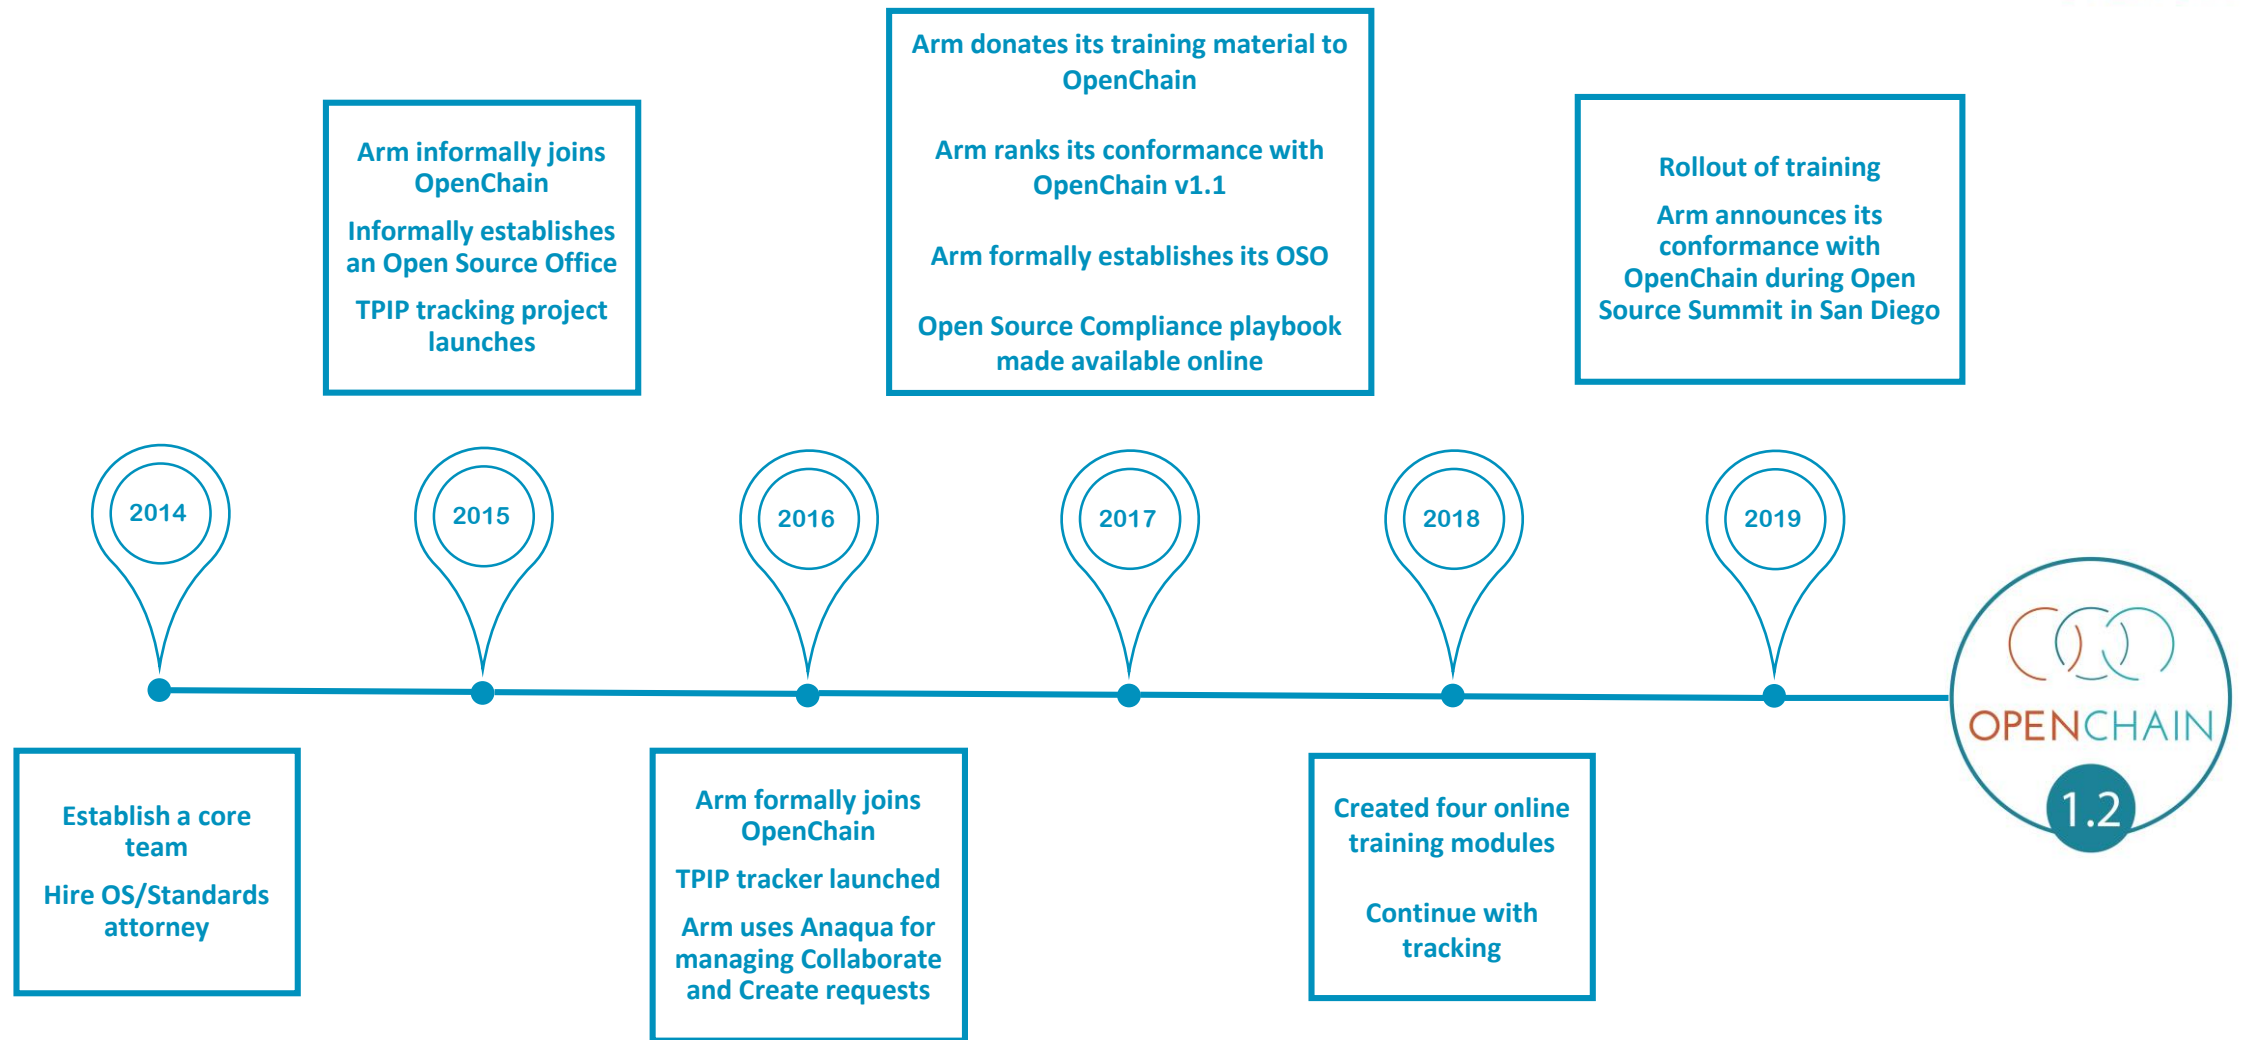 Arm donates its training material to
OpenChain
Arm ranks its conformance with
OpenChain v1.1
Arm formally establishes its OSO
Open Source Compliance playbook
made available online
Arm informally joins
OpenChain
Informally establishes
an Open Source Office
TPIP tracking project
launches
Rollout of training
Arm announces its
conformance with
OpenChain during Open
Source Summit in San Diego
2014
2015
2016
2017
2018
2019
OPENCHAIN
1.2
Establish a core
team
Hire OS/Standards
attorney
Arm formally joins
OpenChain
TPIP tracker launched
Arm uses Anaqua for
managing Collaborate
and Create requests
Created four online
training modules
Continue with
tracking